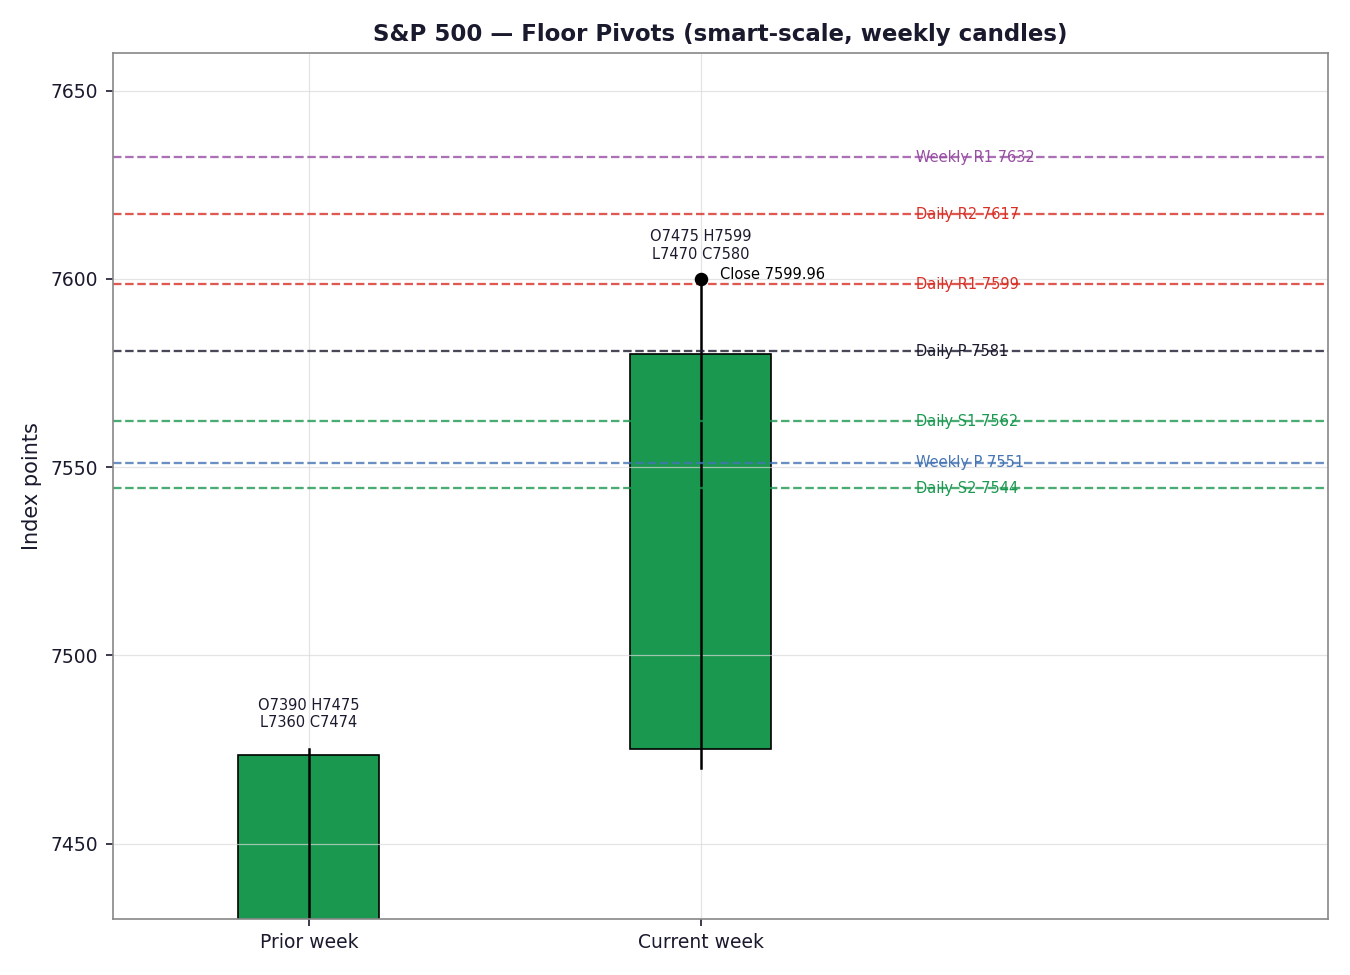 S&P 500 — Floor Pivots (smart-scale, weekly candles)
Index points
7650
7600
7550
7500
7450
Weekly R1 7632
Daily R2 7617
O7475 H7599
L7470 C7580
Close 7599.96
Daily R1 7599
Daily P 7581
Daily S1 7562
Weekly P 7551
Daily S2 7544
O7390 H7475
L7360 C7474
Prior week
Current week